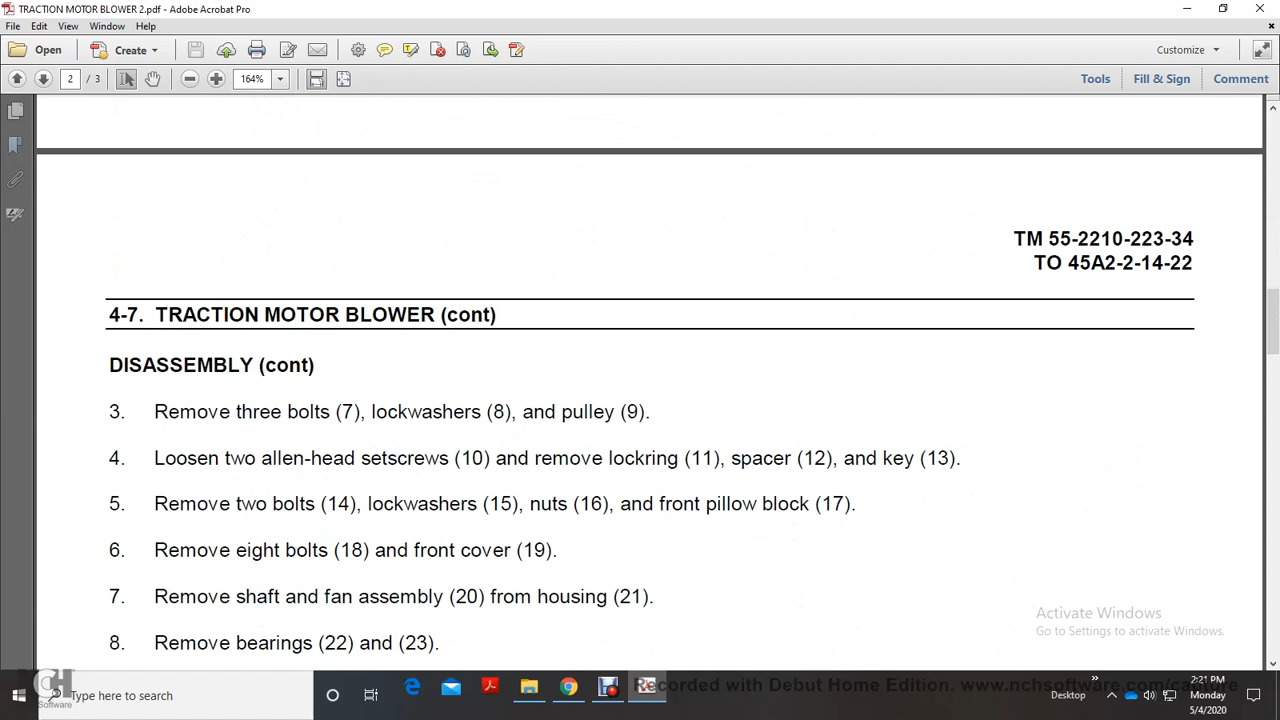 TRACTION MOTOR BLOWER 2.pdf - Adobe Acrobat Pro
File Edit View Window Help
Open Create Customize
2 / 3 164% Tools Fill & Sign Comment
TM 55-2210-223-34
TO 45A2-2-14-22
4-7. TRACTION MOTOR BLOWER (cont)
DISASSEMBLY (cont)
3. Remove three bolts (7), lockwashers (8), and pulley (9).
4. Loosen two allen-head setscrews (10) and remove lockring (11), spacer (12), and key (13).
5. Remove two bolts (14), lockwashers (15), nuts (16), and front pillow block (17).
6. Remove eight bolts (18) and front cover (19).
7. Remove shaft and fan assembly (20) from housing (21).
8. Remove bearings (22) and (23).
Activate Windows
Go to Settings to activate Windows.
NCH
Software
Type here to search
Recorded with Debut Home Edition. www.nchsoftware.com/capture
Desktop
2:21 PM
Monday
5/4/2020